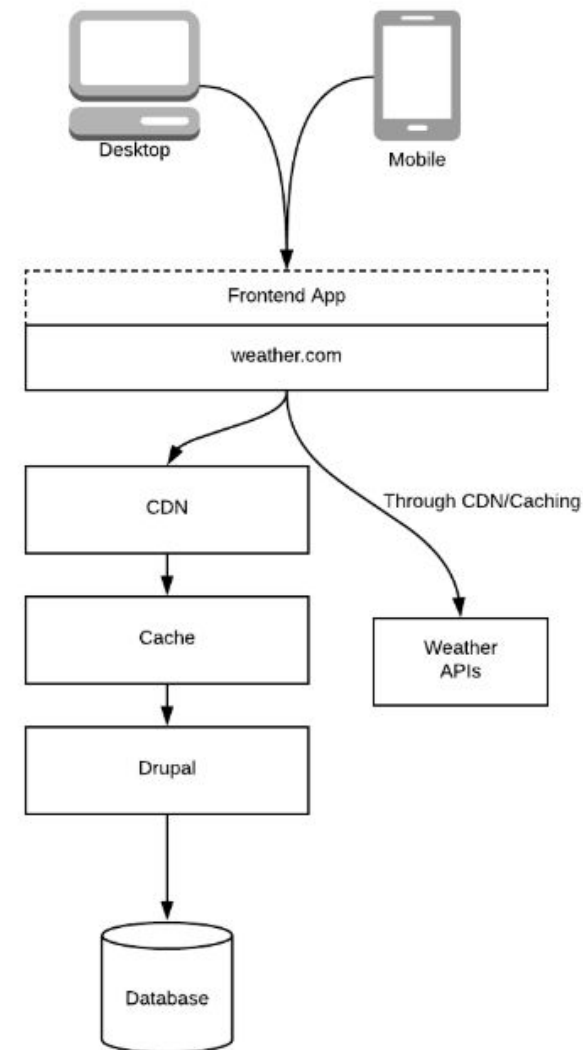 Desktop
Mobile
Frontend App
weather.com
CDN
Through CDN/Caching
Cache
Weather
APIs
Drupal
Database